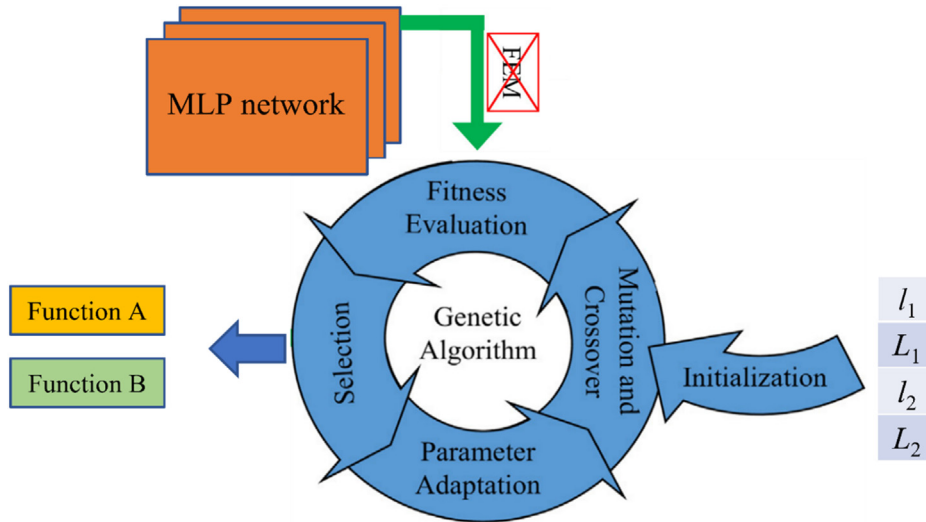 MLP network
FEM
Fitness
Evaluation
Mutation and
Crossover
Genetic
Algorithm
Selection
Parameter
Adaptation
Initialization
Function A
Function B
l₁
L₁
l₂
L₂